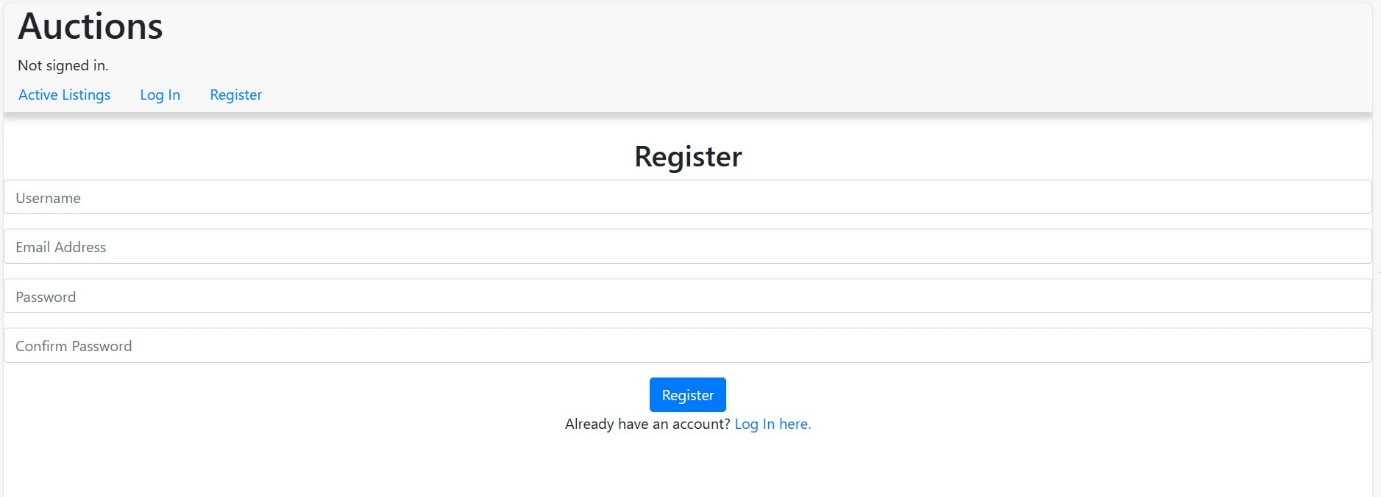 Auctions
Not signed in.
Active Listings Log In Register
Register
Username
Email Address
Password
Confirm Password
Register
Already have an account? Log In here.